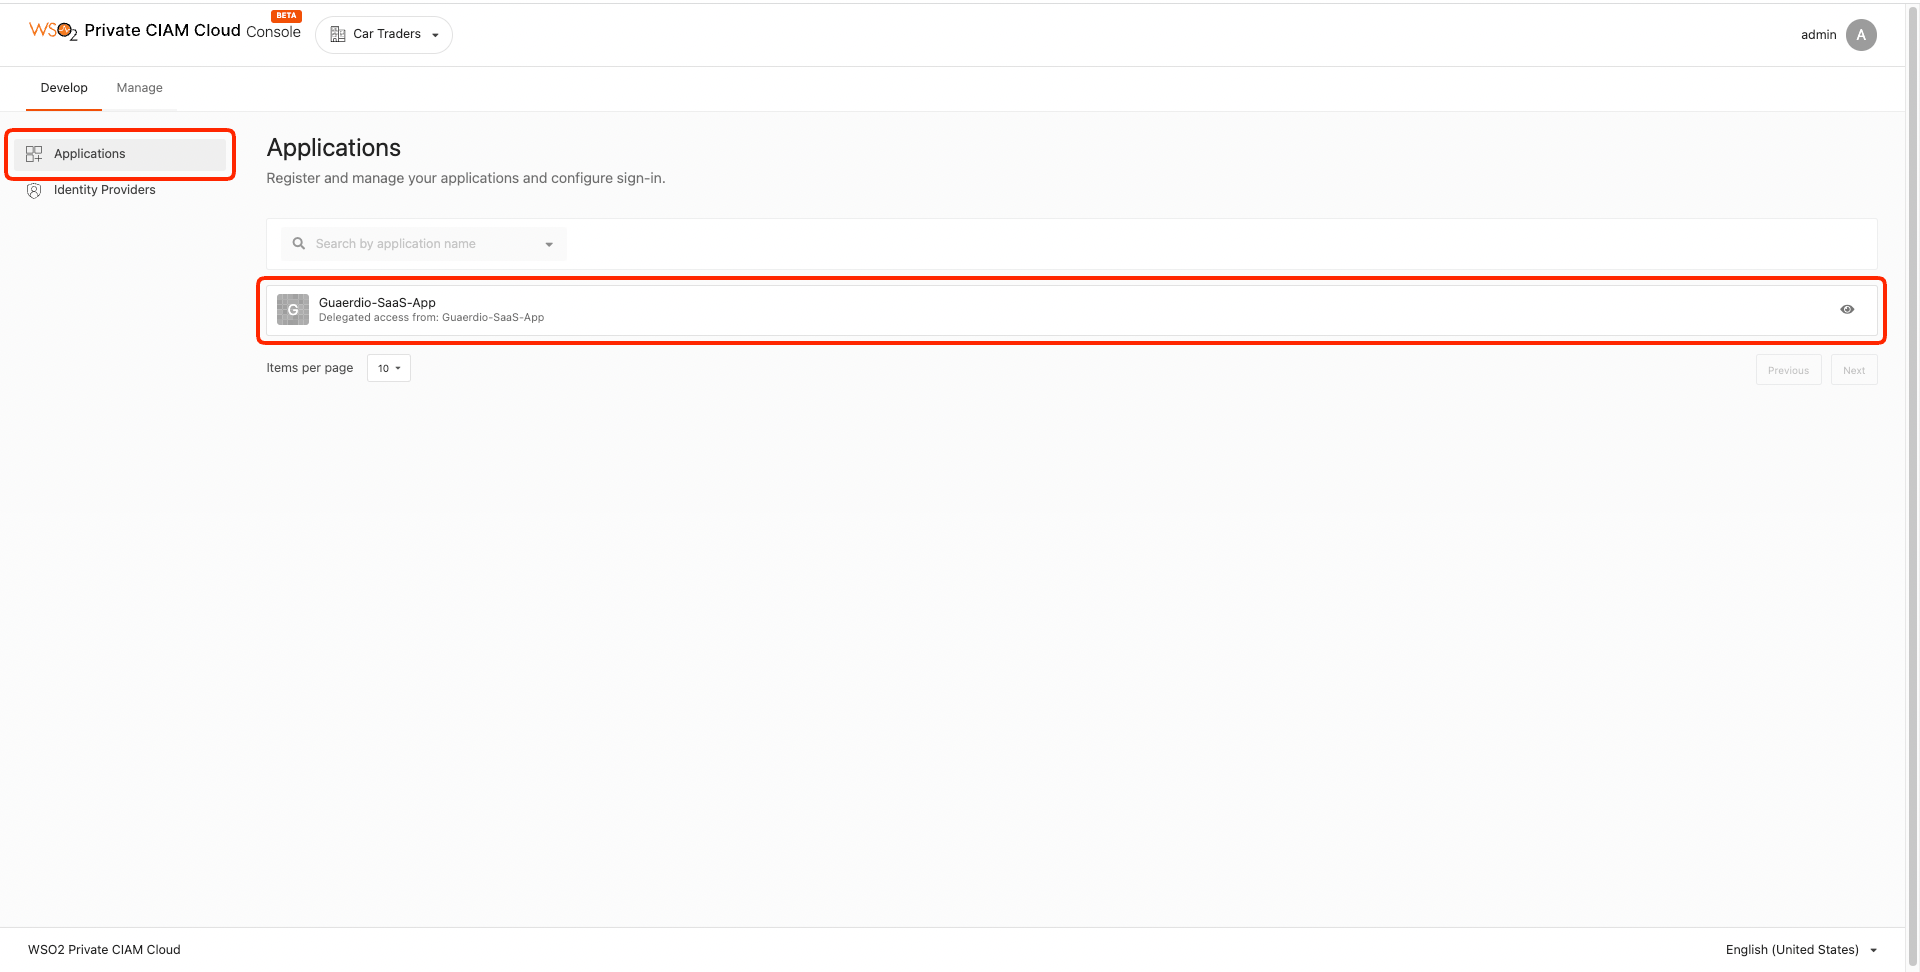 BETA
WSO2 Private CIAM Cloud Console
Car Traders
admin
A
Develop
Manage
Applications
Identity Providers
Applications
Register and manage your applications and configure sign-in.
Search by application name
G
Guaerdio-SaaS-App
Delegated access from: Guaerdio-SaaS-App
Items per page
10
Previous
Next
WSO2 Private CIAM Cloud
English (United States)